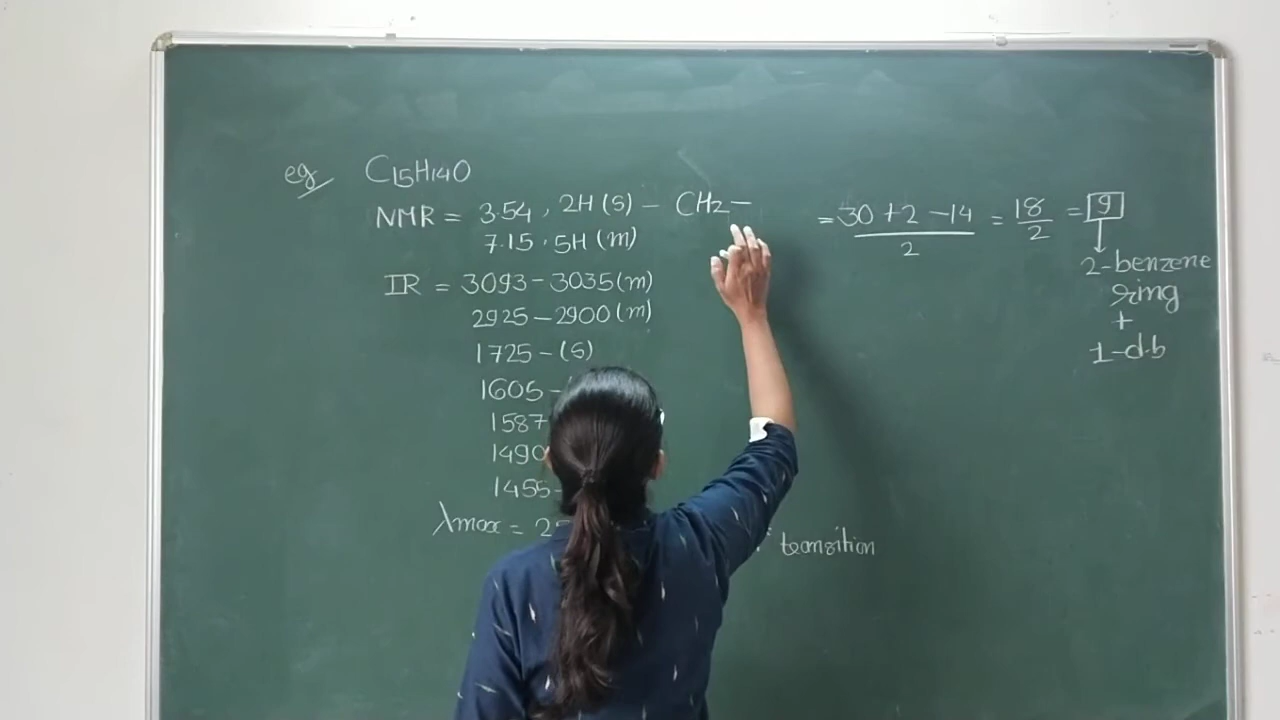 eg C15H14O
NMR = 3.54, 2H (S) - CH2-
7.15, 5H (m)
IR = 3093-3035 (m)
2925-2900 (m)
1725-(S)
1605-
1587
1490
1455-
λmax = 2
transition
= 30+2-14 / 2 = 18 / 2 = 9
2-benzene
ring
+
1-d.b